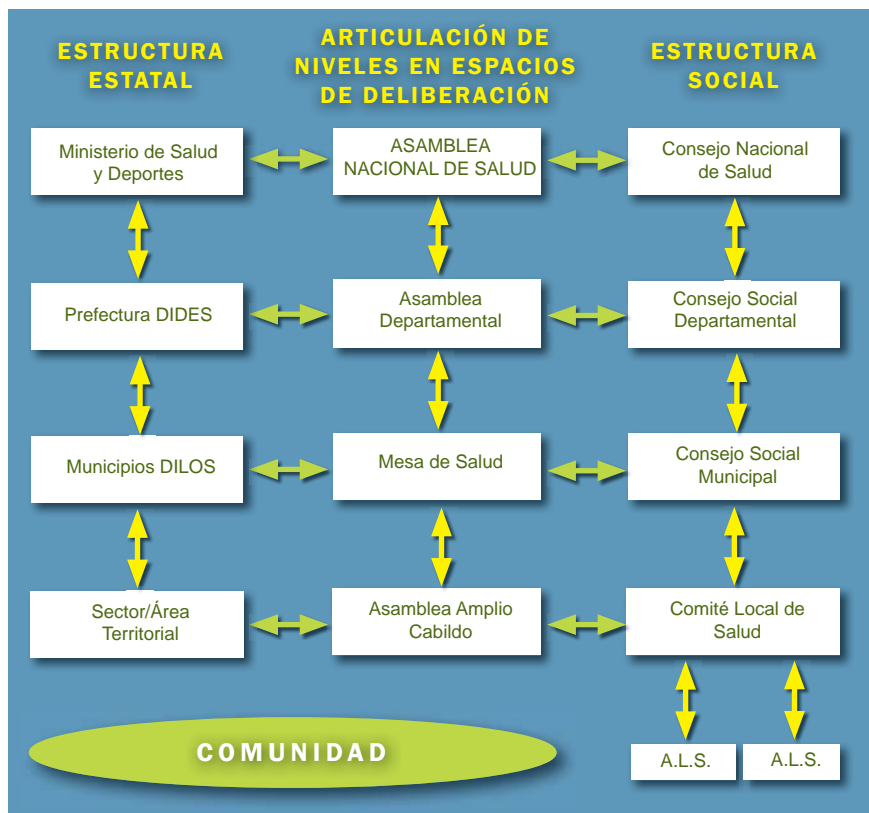 ESTRUCTURA
ESTATAL
ARTICULACIÓN DE
NIVELES EN ESPACIOS
DE DELIBERACIÓN
ESTRUCTURA
SOCIAL
Ministerio de Salud
y Deportes
ASAMBLEA
NACIONAL DE SALUD
Consejo Nacional
de Salud
Prefectura DIDES
Asamblea
Departamental
Consejo Social
Departamental
Municipios DILOS
Mesa de Salud
Consejo Social
Municipal
Sector/Área
Territorial
Asamblea Amplio
Cabildo
Comité Local de
Salud
COMUNIDAD
A.L.S.
A.L.S.